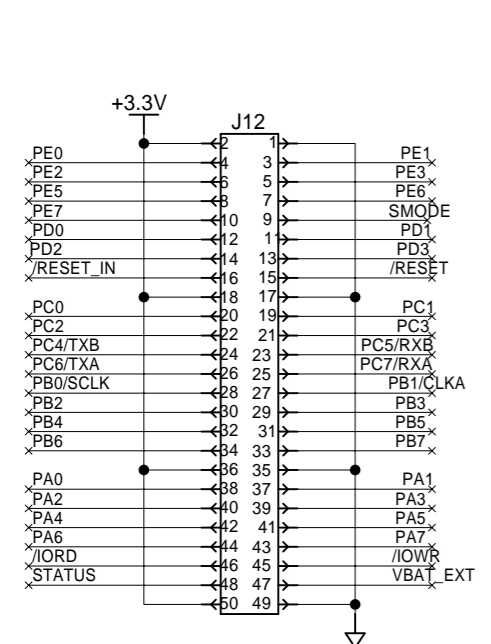 +3.3V
J12
2 1
PE0 4 3 PE1
PE2 6 5 PE3
PE5 8 7 PE6
PE7 10 9 SMODE
PD0 12 11 PD1
PD2 14 13 PD3
/RESET_IN 16 15 /RESET
18 17
PC0 20 19 PC1
PC2 22 21 PC3
PC4/TXB 24 23 PC5/RXB
PC6/TXA 26 25 PC7/RXA
PB0/SCLK 28 27 PB1/CLKA
PB2 30 29 PB3
PB4 32 31 PB5
PB6 34 33 PB7
36 35
PA0 38 37 PA1
PA2 40 39 PA3
PA4 42 41 PA5
PA6 44 43 PA7
/IORD 46 45 /IOWR
STATUS 48 47 VBAT_EXT
50 49